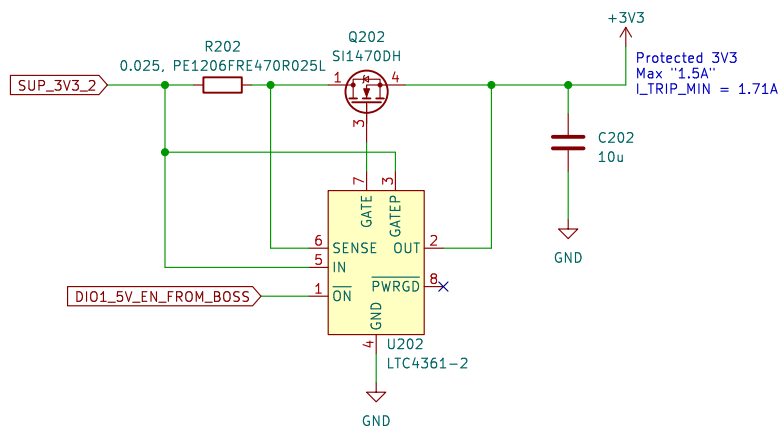 +3V3
Q202
SI1470DH
R202
0.025, PE1206FRE470R025L
Protected 3V3
Max "1.5A"
I_TRIP_MIN = 1.71A
SUP_3V3_2
1
4
3
C202
10u
7
3
GATE
GATEP
6
SENSE
OUT
2
GND
5
IN
PWRGD
8
DIO1_5V_EN_FROM_BOSS
1
ON
GND
4
U202
LTC4361-2
GND